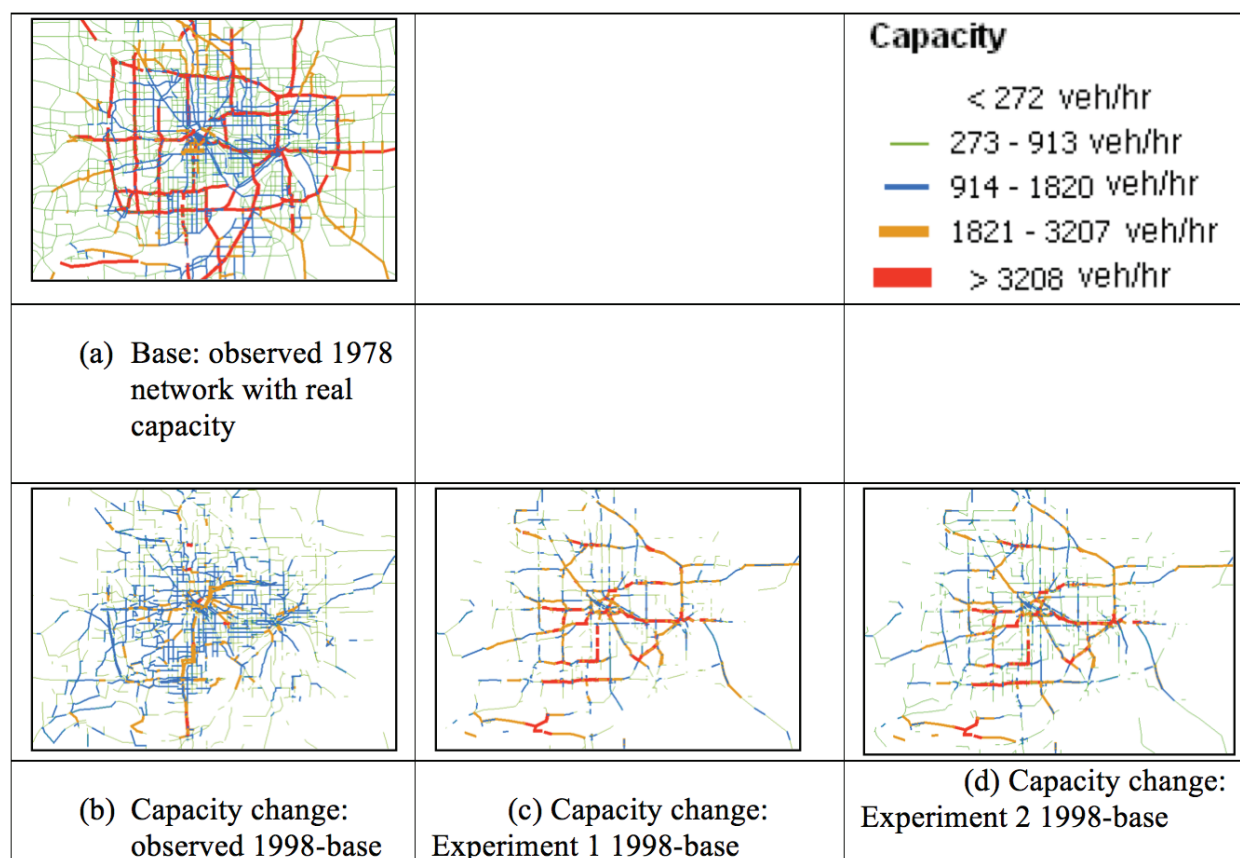 Capacity
< 272 veh/hr
273 - 913 veh/hr
914 - 1820 veh/hr
1821 - 3207 veh/hr
> 3208 veh/hr
(a) Base: observed 1978
network with real
capacity
(b) Capacity change:
observed 1998-base
(c) Capacity change:
Experiment 1 1998-base
(d) Capacity change:
Experiment 2 1998-base